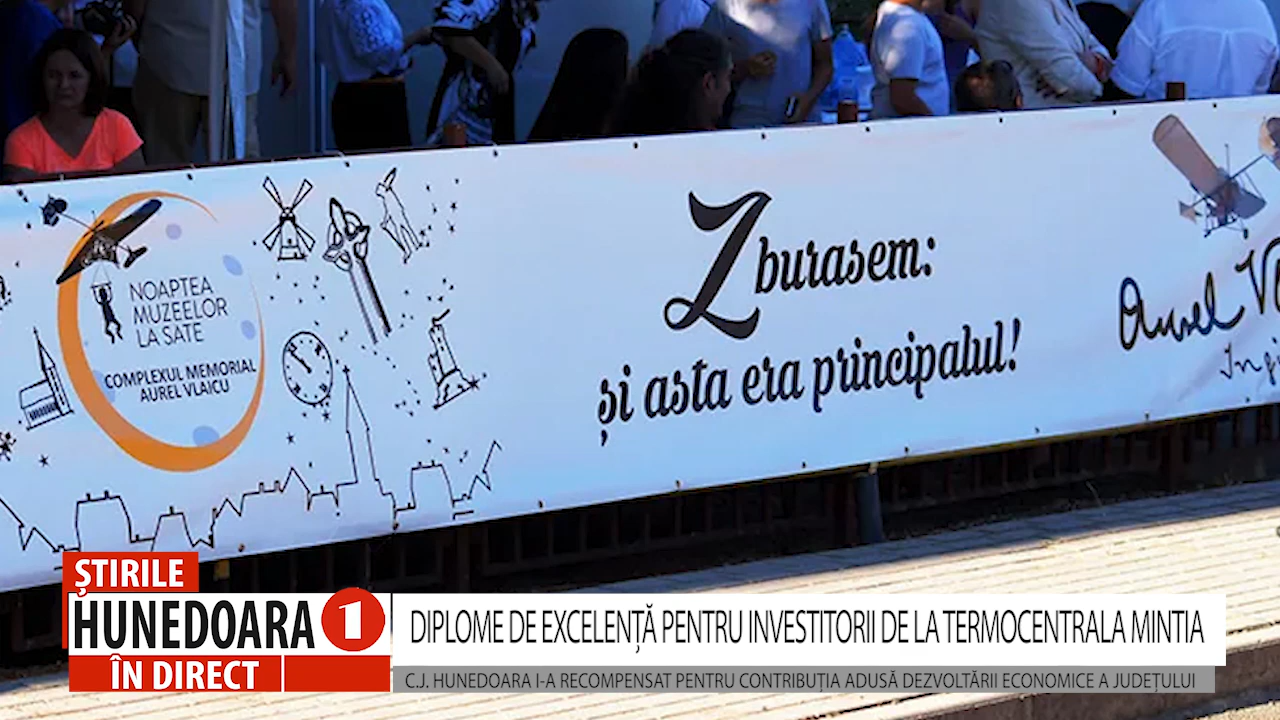 NOAPTEA
MUZEELOR
LA SATE
COMPLEXUL MEMORIAL
AUREL VLAICU
Zburasem:
și asta era principalul!
Aurel
ȘTIRILE
HUNEDOARA 1
ÎN DIRECT
DIPLOME DE EXCELENȚĂ PENTRU INVESTITORII DE LA TERMOCENTRALA MINTIA
C.J. HUNEDOARA I-A RECOMPENSAT PENTRU CONTRIBUȚIA ADUSĂ DEZVOLTĂRII ECONOMICE A JUDEȚULUI